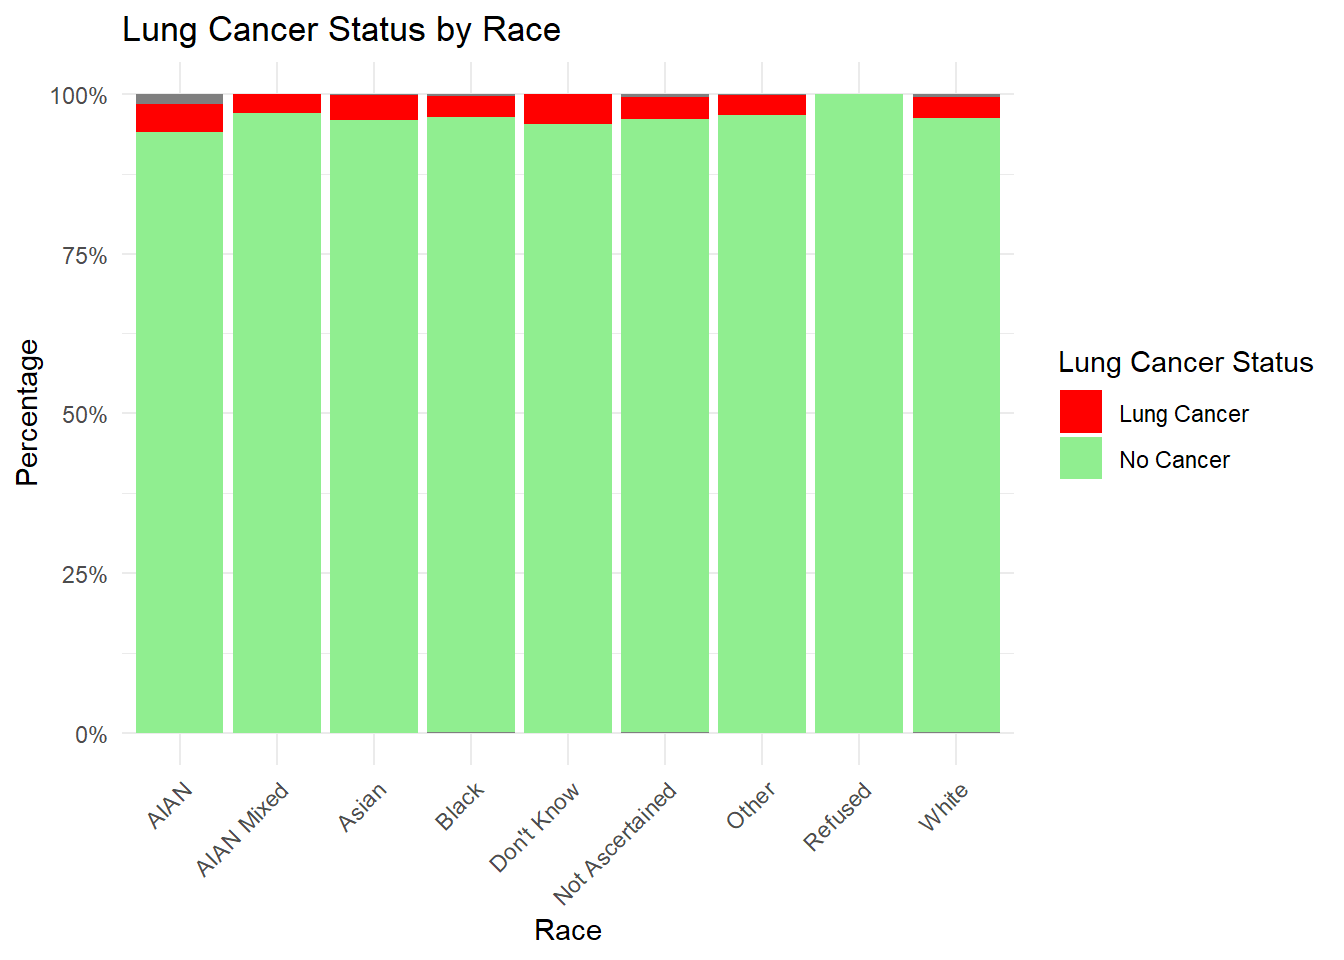 Lung Cancer Status by Race
100%
75%
50%
25%
0%
Percentage
AIAN
AIAN Mixed
Asian
Black
Don't Know
Not Ascertained
Other
Refused
White
Race
Lung Cancer Status
Lung Cancer
No Cancer